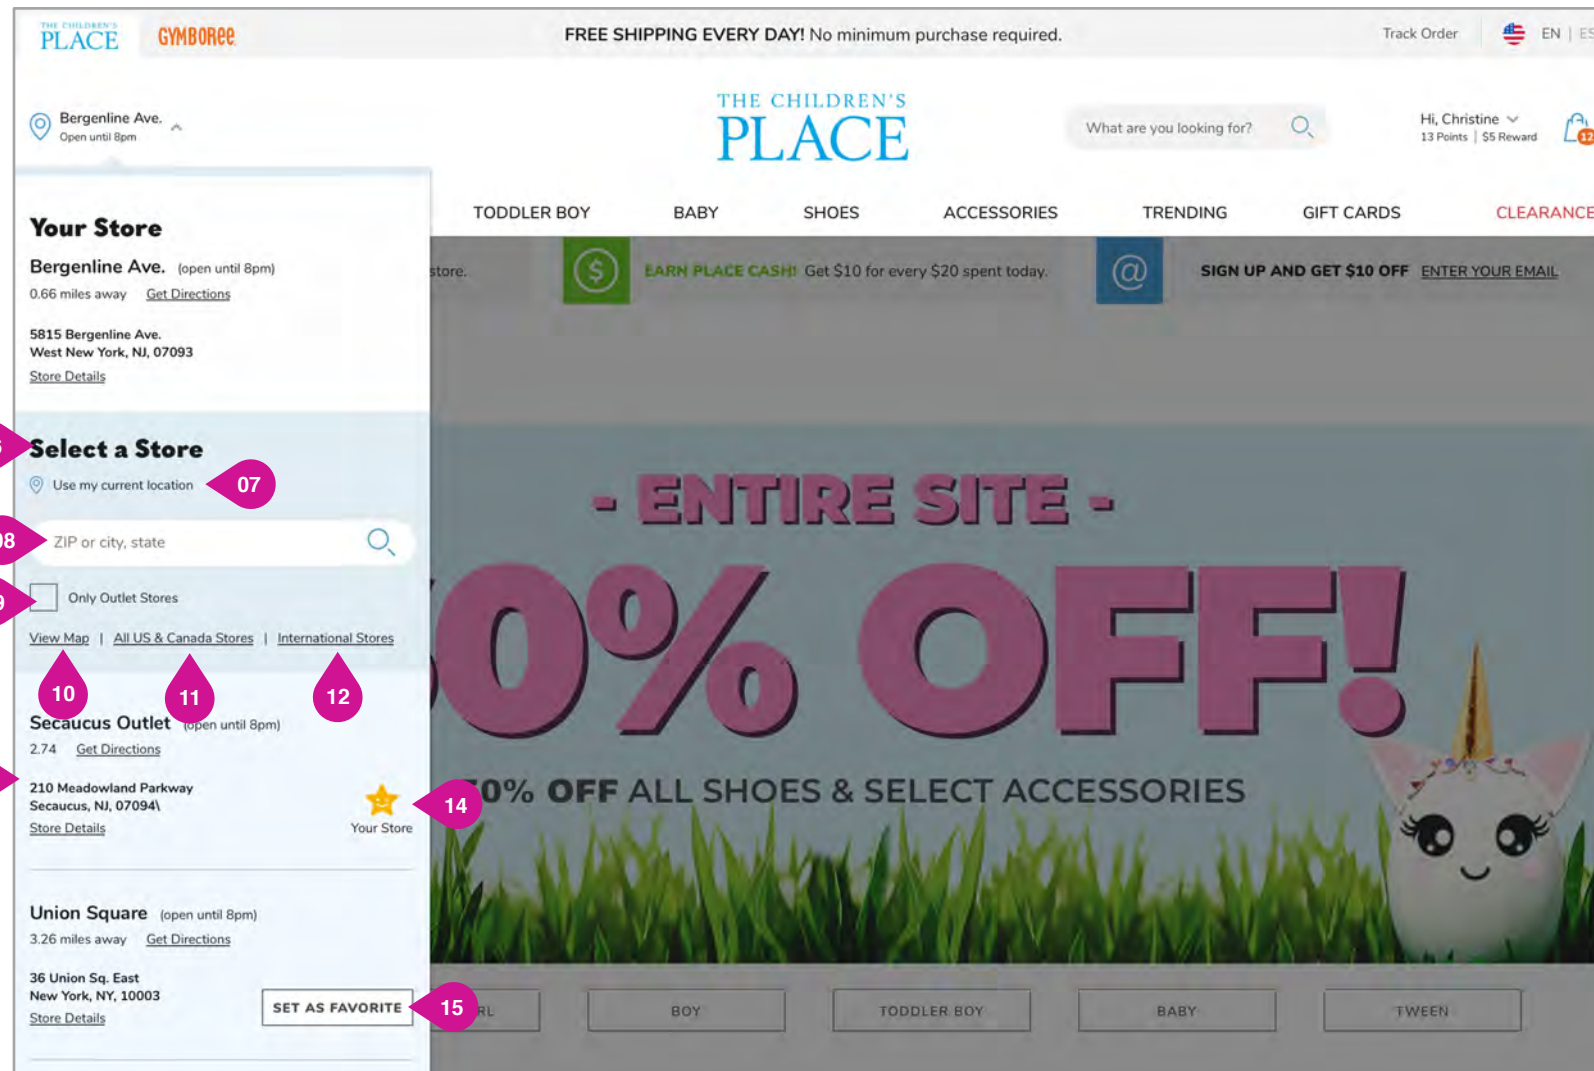 THE CHILDREN'S
PLACE
GYMBOREE
FREE SHIPPING EVERY DAY! No minimum purchase required.
Track Order
EN | ES
Bergenline Ave.
Open until 8pm
THE CHILDREN'S
PLACE
What are you looking for?
Hi, Christine
13 Points | $5 Reward
12
TODDLER BOY BABY SHOES ACCESSORIES TRENDING GIFT CARDS CLEARANCE
store.
$ EARN PLACE CASH! Get $10 for every $20 spent today.
@ SIGN UP AND GET $10 OFF ENTER YOUR EMAIL
Your Store
Bergenline Ave. (open until 8pm)
0.66 miles away Get Directions
5815 Bergenline Ave.
West New York, NJ, 07093
Store Details
Select a Store
Use my current location 07
08 ZIP or city, state
9 Only Outlet Stores
View Map | All US & Canada Stores | International Stores
10 11 12
Secaucus Outlet (open until 8pm)
2.74 Get Directions
210 Meadowland Parkway
Secaucus, NJ, 07094\
Store Details
Your Store
14
Union Square (open until 8pm)
3.26 miles away Get Directions
36 Union Sq. East
New York, NY, 10003
Store Details
SET AS FAVORITE 15
- ENTIRE SITE -
0% OFF!
0% OFF ALL SHOES & SELECT ACCESSORIES
RL BOY TODDLER BOY BABY TWEEN